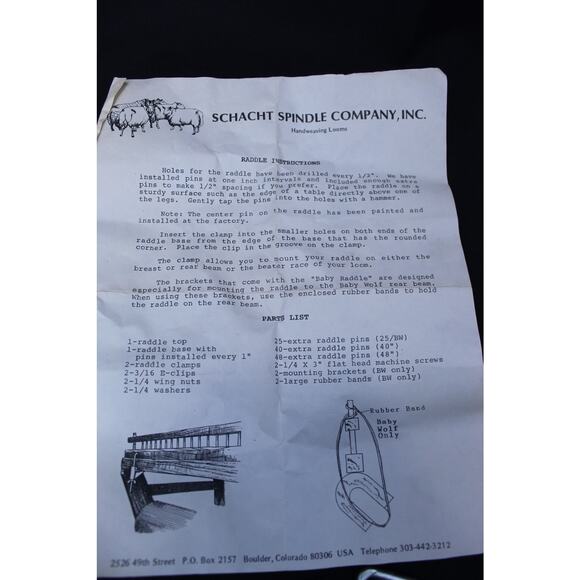 SCHACHT SPINDLE COMPANY, INC.
Handweaving Looms
RADDLE INSTRUCTIONS
Holes for the raddle have been drilled every 1/2". We have
installed pins at one inch intervals and included enough extra
pins to make 1/2" spacing if you prefer. Place the raddle on a
sturdy surface such as the edge of a table directly above one of
the legs. Gently tap the pins into the holes with a hammer.
Note: The center pin on the raddle has been painted and
installed at the factory.
Insert the clamp into the smaller holes on both ends of the
raddle base from the edge of the base that has the rounded
corner. Place the clip in the groove on the clamp.
The clamp allows you to mount your raddle on either the
breast or rear beam or the beater race of your loom.
The brackets that come with the "Baby Raddle" are designed
especially for mounting the raddle to the Baby Wolf rear beam.
When using these brackets, use the enclosed rubber bands to hold
the raddle on the rear beam.
PARTS LIST
1-raddle top
1-raddle base with
pins installed every 1"
2-raddle clamps
2-3/16 E-clips
2-1/4 wing nuts
2-1/4 washers
25-extra raddle pins (25/BW)
40-extra raddle pins (40")
48-extra raddle pins (48")
2-1/4 X 3" flat head machine screws
2-mounting brackets (BW only)
2-large rubber bands (BW only)
Rubber Band
Baby
Wolf
Only
2526 49th Street P.O. Box 2157 Boulder, Colorado 80306 USA Telephone 303-442-3212